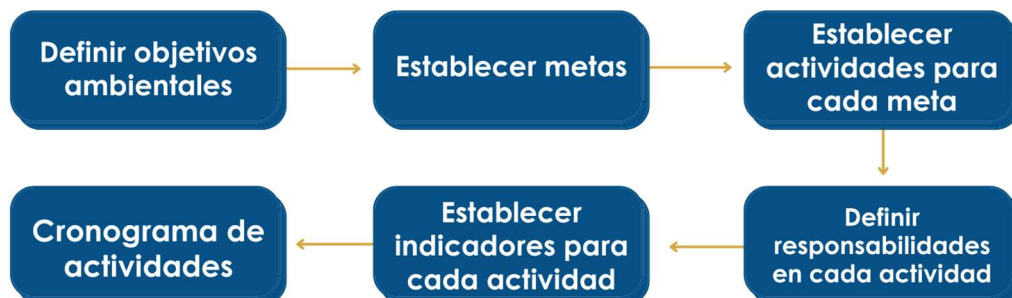 Definir objetivos
ambientales
Establecer metas
Establecer
actividades para
cada meta
Definir
responsabilidades
en cada actividad
Establecer
indicadores para
cada actividad
Cronograma de
actividades